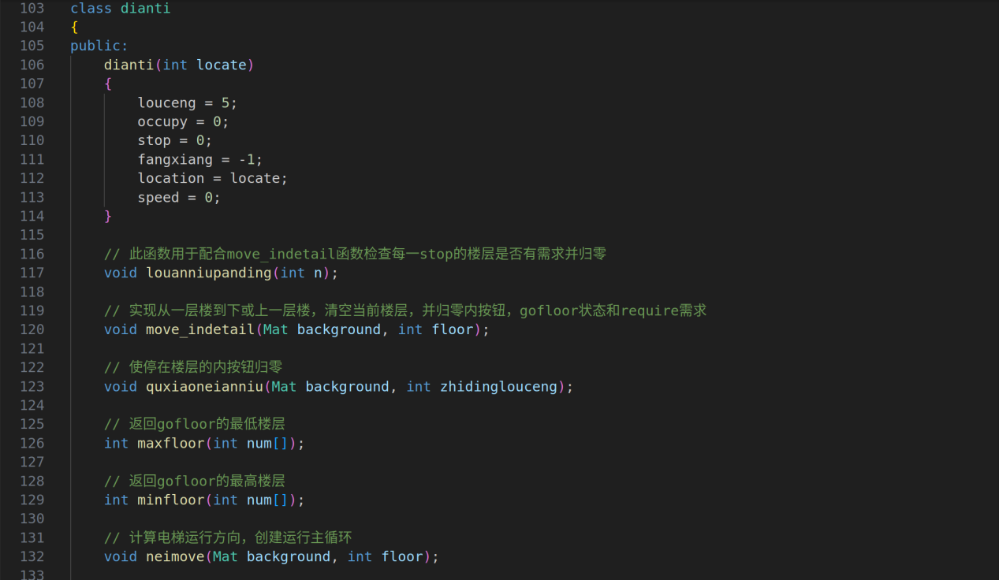 103 class dianti
104 {
105 public:
106 dianti(int locate)
107 {
108 louceng = 5;
109 occupy = 0;
110 stop = 0;
111 fangxiang = -1;
112 location = locate;
113 speed = 0;
114 }
115
116 // 此函数用于配合move_indetail函数检查每一stop的楼层是否有需求并归零
117 void louanniupanding(int n);
118
119 // 实现从一层楼到下或上一层楼，清空当前楼层，并归零内按钮，gofloor状态和require需求
120 void move_indetail(Mat background, int floor);
121
122 // 使停在楼层的内按钮归零
123 void quxiaoneianniu(Mat background, int zhidinglouceng);
124
125 // 返回gofloor的最低楼层
126 int maxfloor(int num[]);
127
128 // 返回gofloor的最高楼层
129 int minfloor(int num[]);
130
131 // 计算电梯运行方向，创建运行主循环
132 void neimove(Mat background, int floor);
133